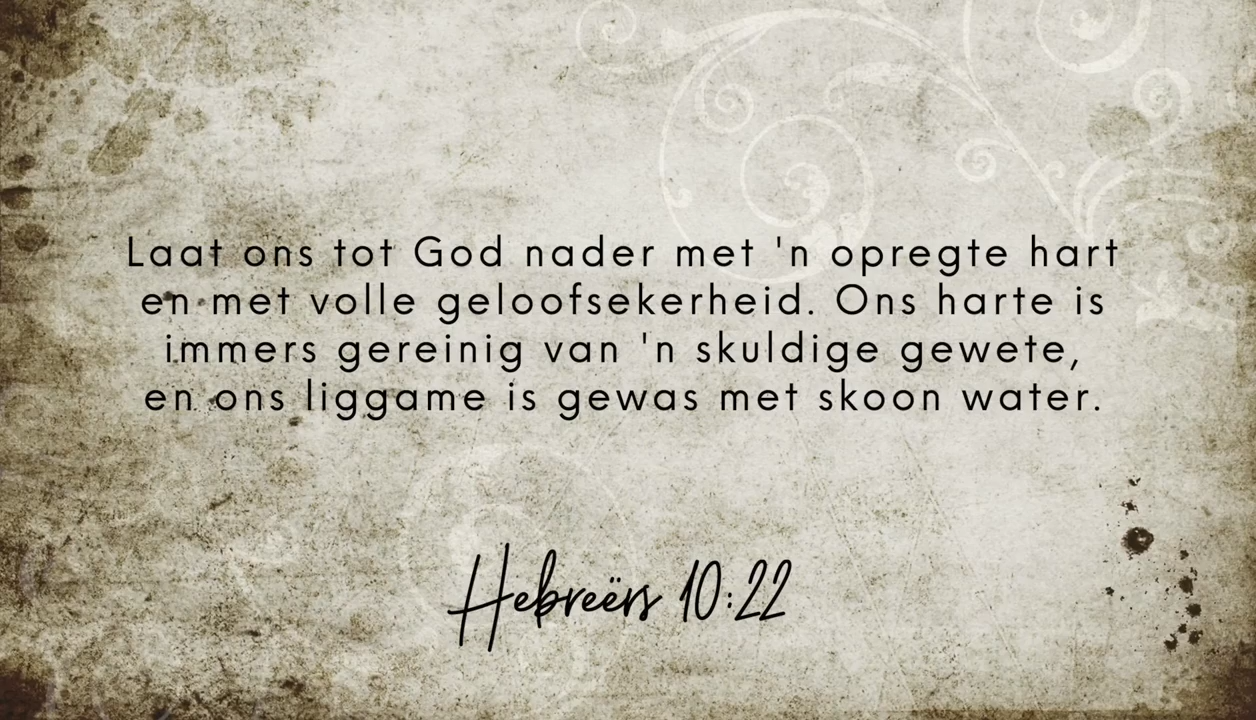 Laat ons tot God nader met 'n opregte hart
en met volle geloofsekerheid. Ons harte is
immers gereinig van 'n skuldige gewete,
en ons liggame is gewas met skoon water.
Hebreërs 10:22